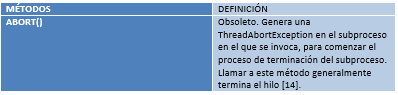 MÉTODOS DEFINICIÓN
ABORT() Obsoleto. Genera una
ThreadAbortException en el subproceso
en el que se invoca, para comenzar el
proceso de terminación del subproceso.
Llamar a este método generalmente
termina el hilo [14].